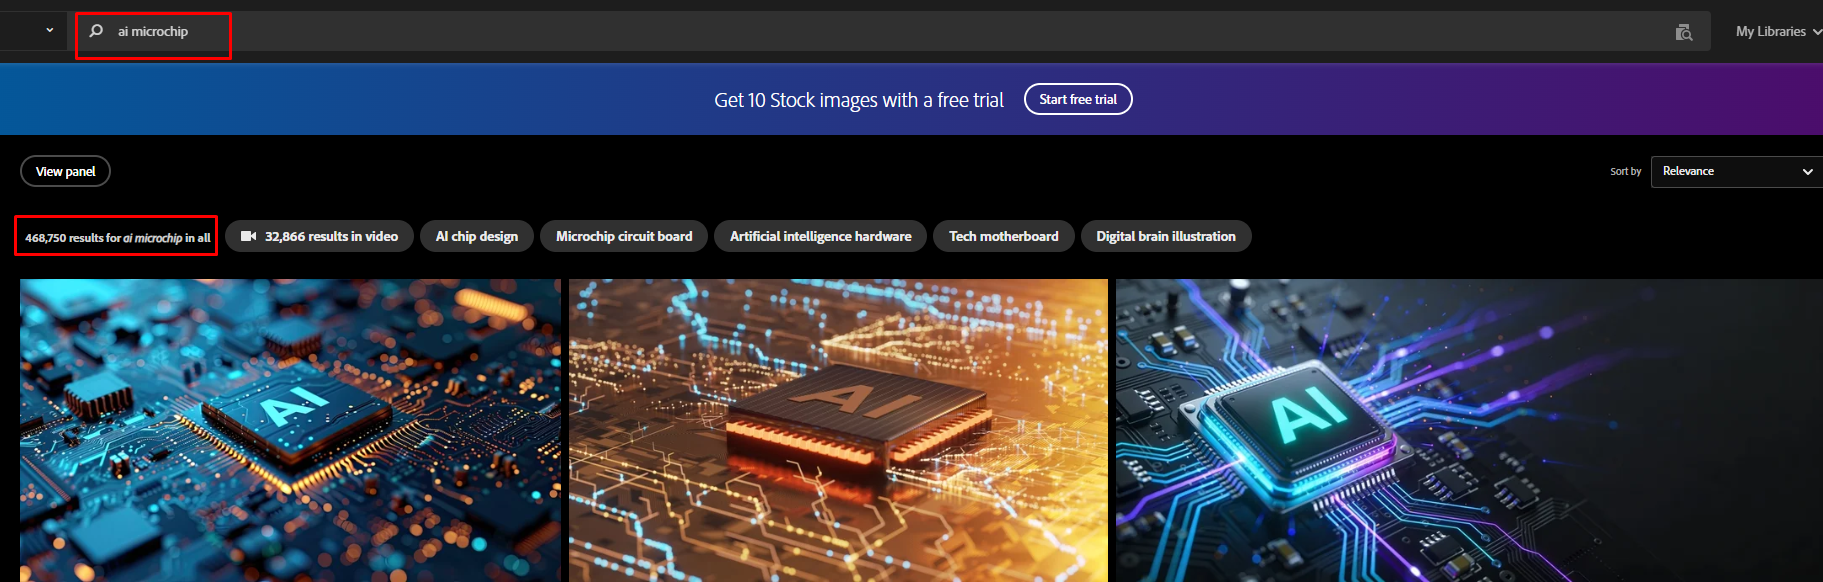 ai microchip
My Libraries
Get 10 Stock images with a free trial
Start free trial
View panel
Sort by
Relevance
468,750 results for ai microchip in all
32,866 results in video
AI chip design
Microchip circuit board
Artificial intelligence hardware
Tech motherboard
Digital brain illustration
AI
AI
AI